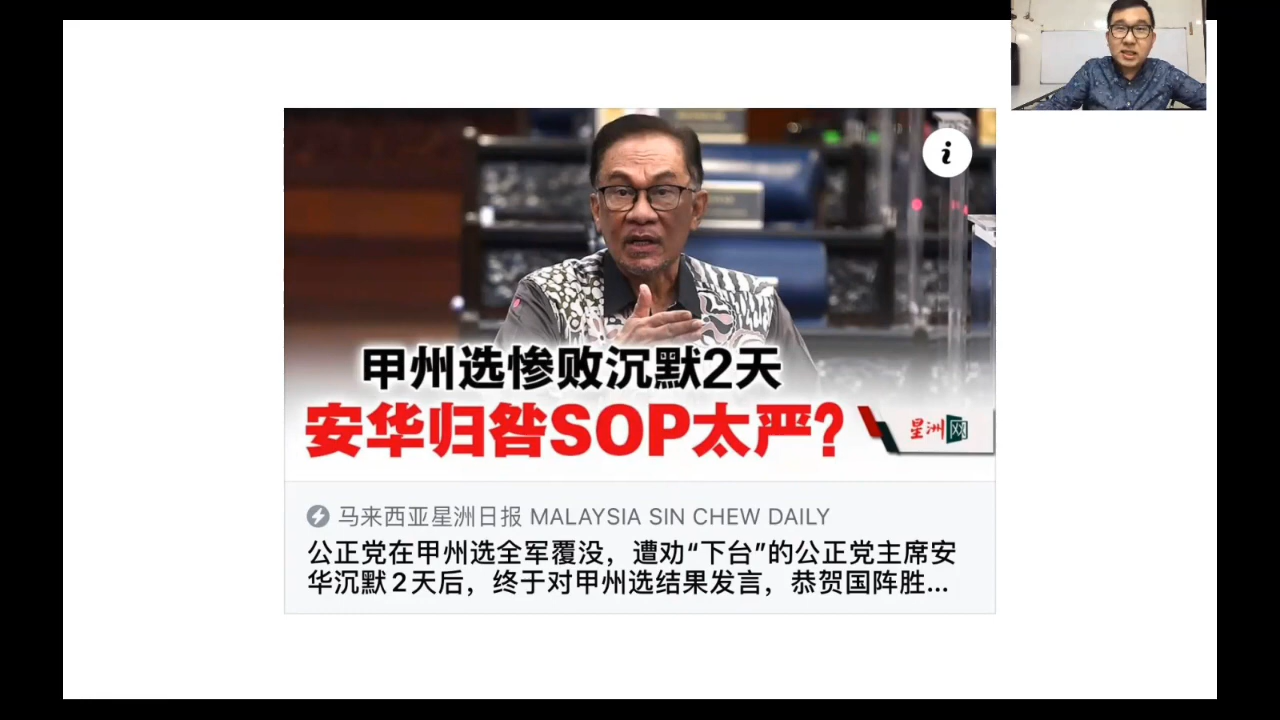 甲州选惨败沉默2天
安华归咎SOP太严?
星洲网
马来西亚星洲日报 MALAYSIA SIN CHEW DAILY
公正党在甲州选全军覆没，遭劝“下台”的公正党主席安
华沉默2天后，终于对甲州选结果发言，恭贺国阵胜...